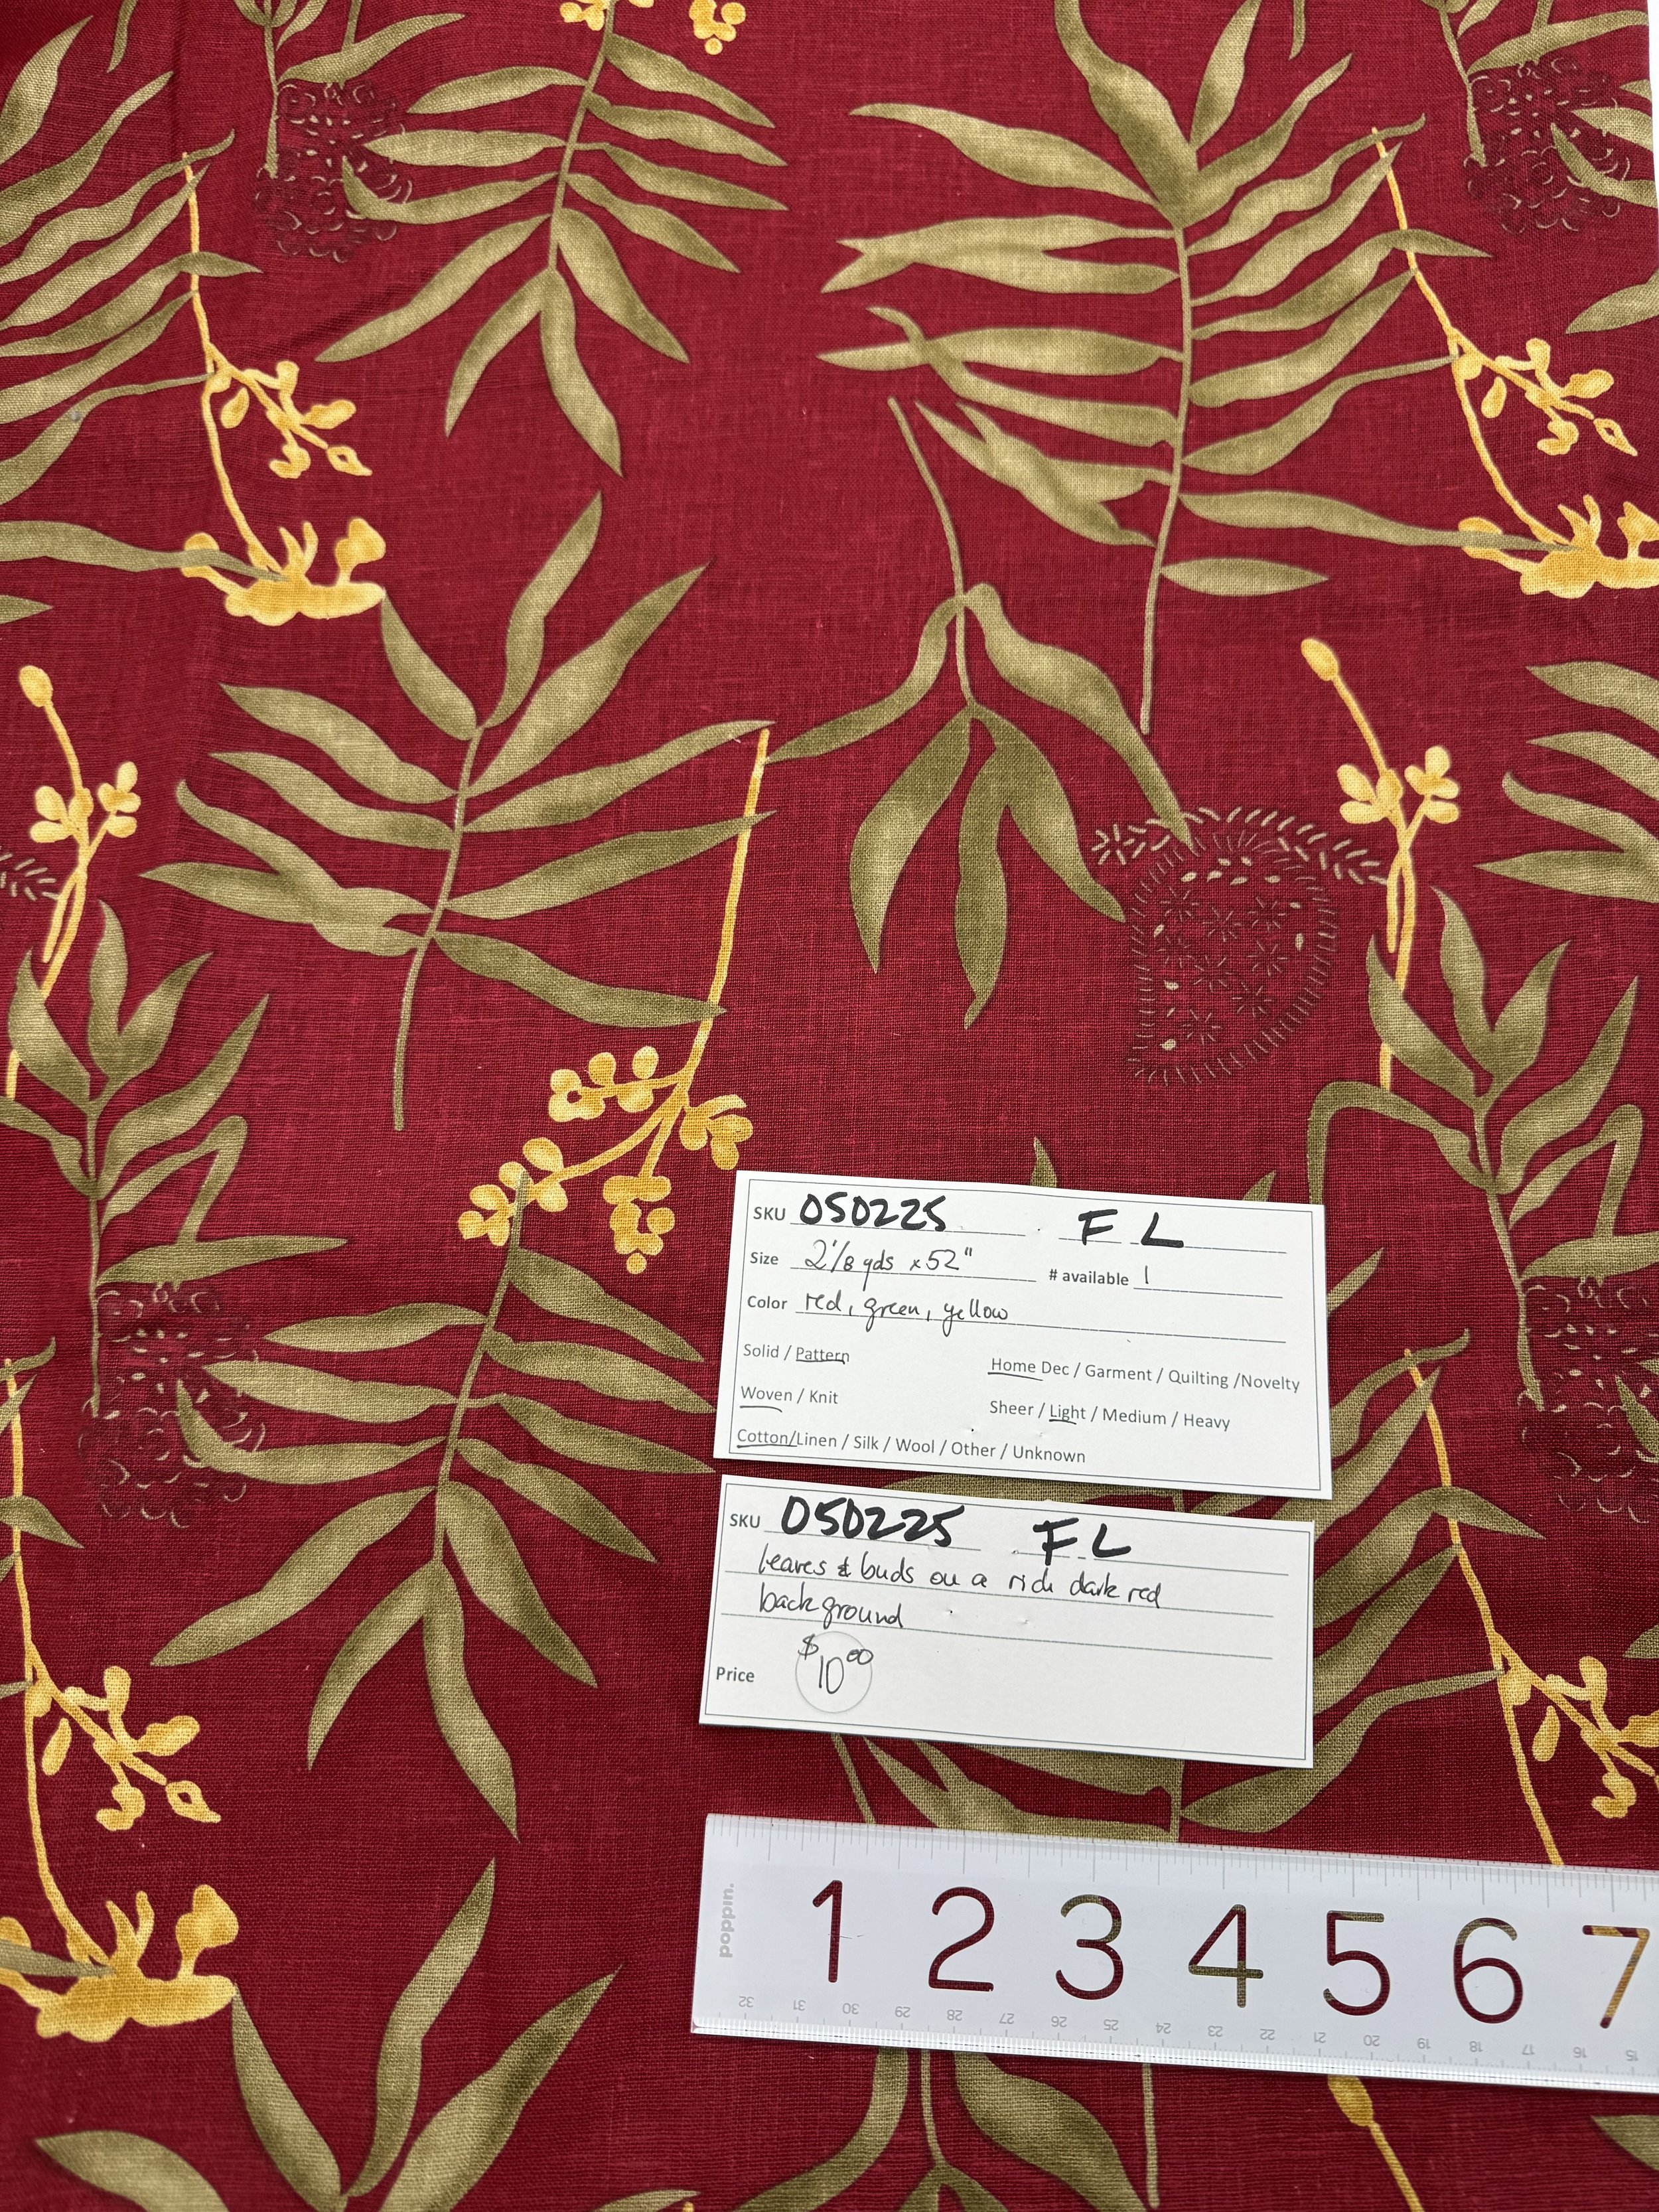 SKU 050225 FL
Size 2 1/8 yds x 52" # available 1
Color red, green, yellow
Solid / Pattern
Home Dec / Garment / Quilting /Novelty
Woven / Knit
Sheer / Light / Medium / Heavy
Cotton/Linen / Silk / Wool / Other / Unknown
SKU 050225 FL
leaves & buds on a rich dark red
background
Price $10.00
poppin.
1 2 3 4 5 6 7
32 31 30 29 28 27 26 25 24 23 22 21 20 19 18 17 16 15